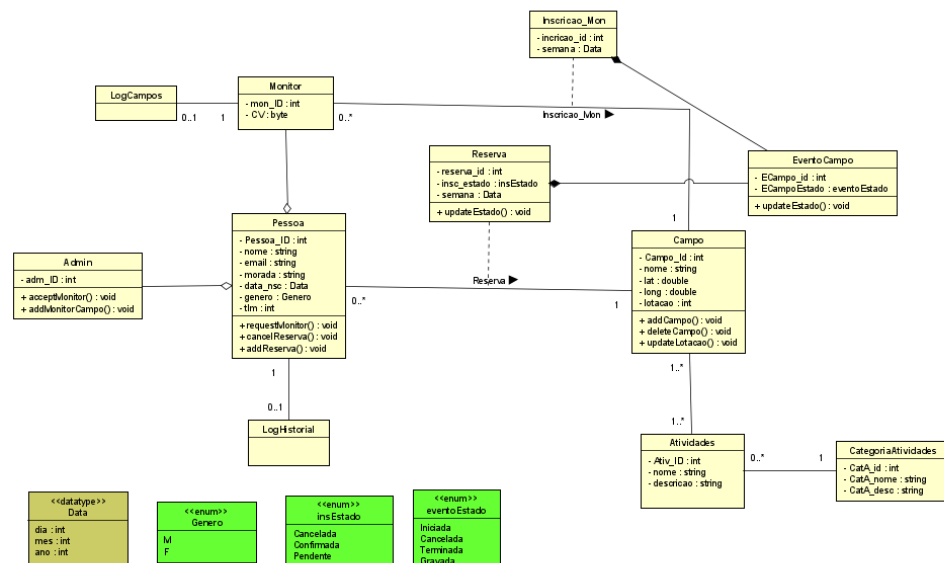 Inscricao_Mon
- incricao_id : int
- semana : Data
LogCampos
0..1
1
Monitor
- mon_ID : int
- CV : byte
0..*
Inscricao_Mon
Reserva
- reserva_id : int
- insc_estado : insEstado
- semana : Data
+ updateEstado() : void
EventoCampo
- ECampo_id : int
- ECampoEstado : eventoEstado
+ updateEstado() : void
Admin
- adm_ID : int
+ acceptMonitor() : void
+ addMonitorCampo() : void
Pessoa
- Pessoa_ID : int
- nome : string
- email : string
- morada : string
- data_nsc : Data
- genero : Genero
- tlm : int
+ requestMonitor() : void
+ cancelReserva() : void
+ addReserva() : void
0..*
Reserva
1
1
Campo
- Campo_Id : int
- nome : string
- lat : double
- long : double
- lotacao : int
+ addCampo() : void
+ deleteCampo() : void
+ updateLotacao() : void
1
0..1
LogHistorial
1..*
1..*
Atividades
- Ativ_ID : int
- nome : string
- descricao : string
0..*
1
CategoriaAtividades
- CatA_id : int
- CatA_nome : string
- CatA_desc : string
<<datatype>>
Data
dia : int
mes : int
ano : int
<<enum>>
Genero
M
F
<<enum>>
insEstado
Cancelada
Confirmada
Pendente
<<enum>>
eventoEstado
Iniciada
Cancelada
Terminada
Gravada